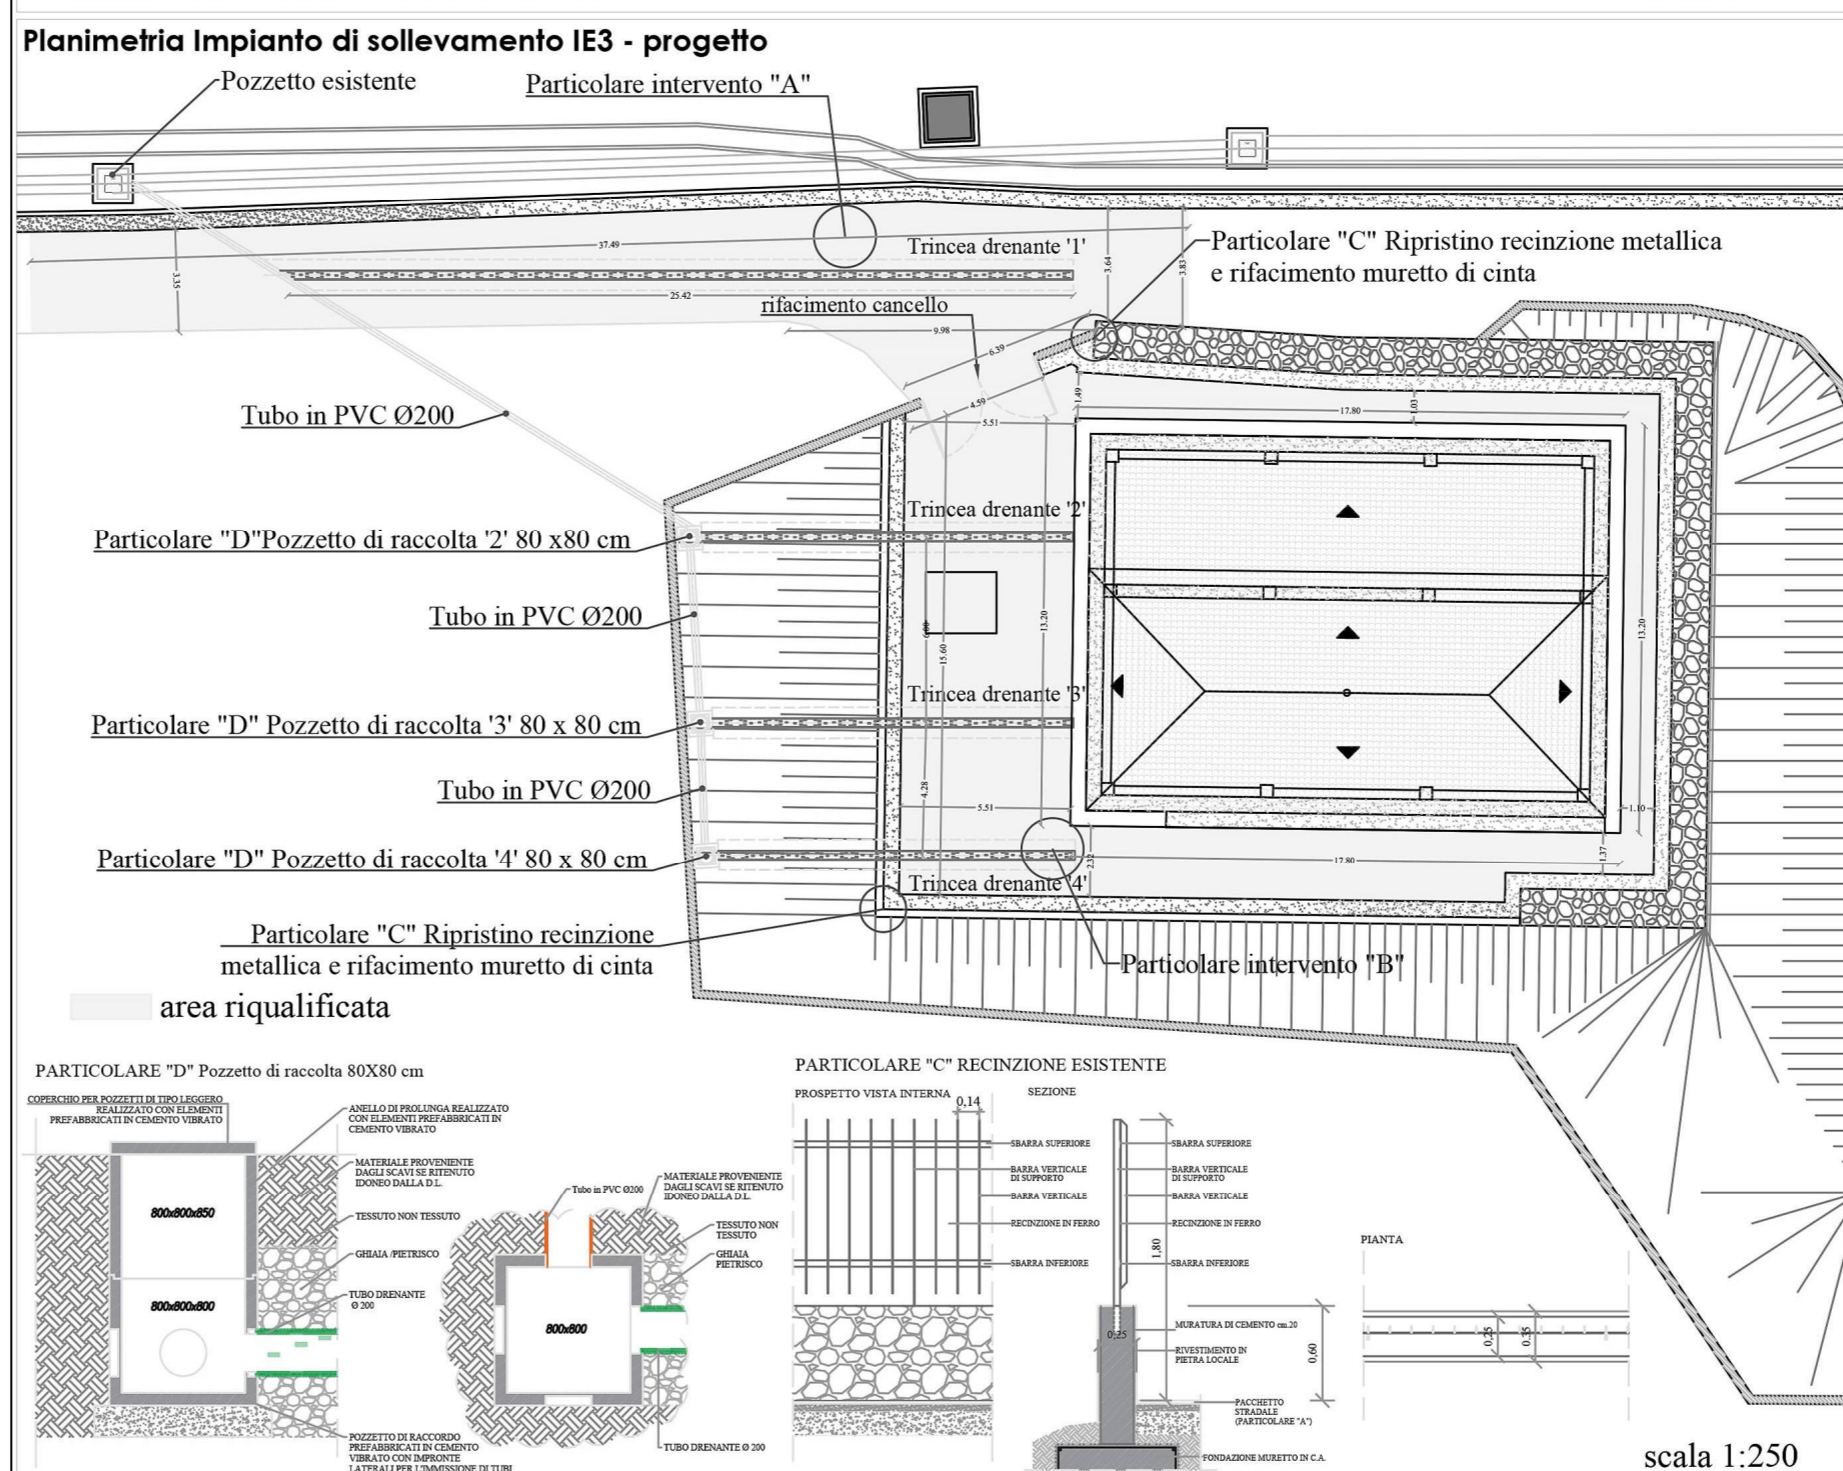 Planimetria Impianto di sollevamento IE3 - progetto
Pozzetto esistente
Particolare intervento "A"
37.49
Trincea drenante '1'
3.35
3.64
3.83
Particolare "C" Ripristino recinzione metallica
e rifacimento muretto di cinta
25.42
rifacimento cancello
9.98
6.39
4.59
5.51
1.49
17.80
1.03
Tubo in PVC Ø200
Trincea drenante '2'
Particolare "D"Pozzetto di raccolta '2' 80 x80 cm
Tubo in PVC Ø200
13.20
15.60
13.20
Trincea drenante '3'
Particolare "D" Pozzetto di raccolta '3' 80 x 80 cm
Tubo in PVC Ø200
4.28
5.51
1.10
Particolare "D" Pozzetto di raccolta '4' 80 x 80 cm
17.80
1.37
Trincea drenante '4'
Particolare "C" Ripristino recinzione
metallica e rifacimento muretto di cinta
Particolare intervento "B"
area riqualificata
PARTICOLARE "D" Pozzetto di raccolta 80X80 cm
COPERCHIO PER POZZETTI DI TIPO LEGGERO
REALIZZATO CON ELEMENTI
PREFABBRICATI IN CEMENTO VIBRATO
ANELLO DI PROLUNGA REALIZZATO
CON ELEMENTI PREFABBRICATI IN
CEMENTO VIBRATO
MATERIALE PROVENIENTE
DAGLI SCAVI SE RITENUTO
IDONEO DALLA D.L.
TESSUTO NON TESSUTO
GHIAIA /PIETRISCO
TUBO DRENANTE
Ø 200
800x800x850
800x800x800
POZZETTO DI RACCORDO
PREFABBRICATI IN CEMENTO
VIBRATO CON IMPRONTE
LATERALI PER L'IMMISSIONE DI TUBI
Tubo in PVC Ø200
MATERIALE PROVENIENTE
DAGLI SCAVI SE RITENUTO
IDONEO DALLA D.L.
TESSUTO NON
TESSUTO
GHIAIA
PIETRISCO
800x800
TUBO DRENANTE Ø 200
PARTICOLARE "C" RECINZIONE ESISTENTE
PROSPETTO VISTA INTERNA
0,14
SEZIONE
SBARRA SUPERIORE
BARRA VERTICALE
DI SUPPORTO
BARRA VERTICALE
RECINZIONE IN FERRO
SBARRA INFERIORE
SBARRA SUPERIORE
BARRA VERTICALE
DI SUPPORTO
BARRA VERTICALE
RECINZIONE IN FERRO
SBARRA INFERIORE
1,80
0,25
MURATURA DI CEMENTO cm.20
RIVESTIMENTO IN
PIETRA LOCALE
0,60
PACCHETTO
STRADALE
(PARTICOLARE "A")
FONDAZIONE MURETTO IN C.A.
PIANTA
0,25
0,35
scala 1:250